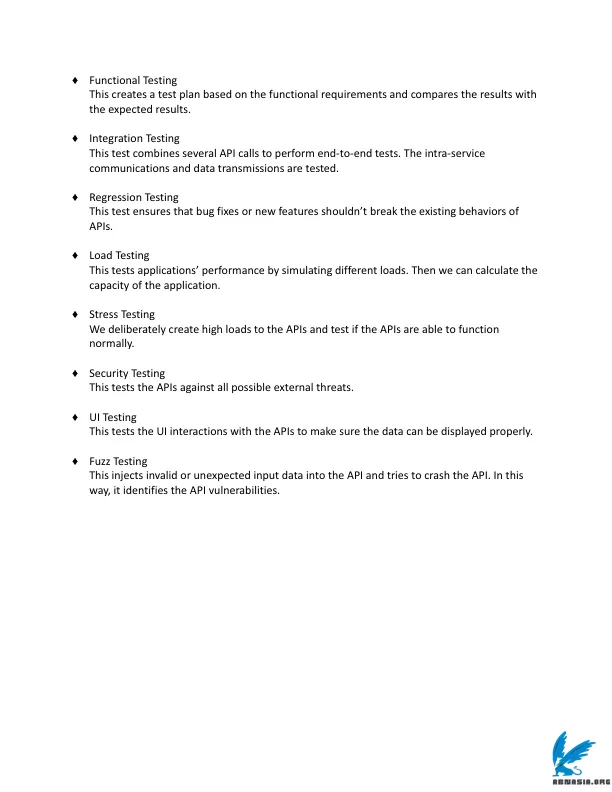 ♦ Functional Testing
This creates a test plan based on the functional requirements and compares the results with
the expected results.
♦ Integration Testing
This test combines several API calls to perform end-to-end tests. The intra-service
communications and data transmissions are tested.
♦ Regression Testing
This test ensures that bug fixes or new features shouldn’t break the existing behaviors of
APIs.
♦ Load Testing
This tests applications’ performance by simulating different loads. Then we can calculate the
capacity of the application.
♦ Stress Testing
We deliberately create high loads to the APIs and test if the APIs are able to function
normally.
♦ Security Testing
This tests the APIs against all possible external threats.
♦ UI Testing
This tests the UI interactions with the APIs to make sure the data can be displayed properly.
♦ Fuzz Testing
This injects invalid or unexpected input data into the API and tries to crash the API. In this
way, it identifies the API vulnerabilities.
ABNASIA.ORG